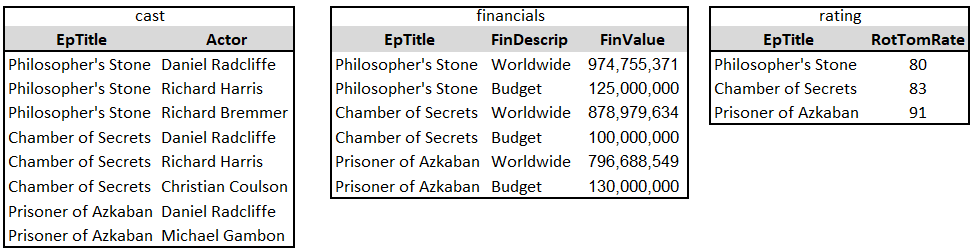 cast
EpTitle Actor
Philosopher's Stone Daniel Radcliffe
Philosopher's Stone Richard Harris
Philosopher's Stone Richard Bremmer
Chamber of Secrets Daniel Radcliffe
Chamber of Secrets Richard Harris
Chamber of Secrets Christian Coulson
Prisoner of Azkaban Daniel Radcliffe
Prisoner of Azkaban Michael Gambon
financials
EpTitle FinDescrip FinValue
Philosopher's Stone Worldwide 974,755,371
Philosopher's Stone Budget 125,000,000
Chamber of Secrets Worldwide 878,979,634
Chamber of Secrets Budget 100,000,000
Prisoner of Azkaban Worldwide 796,688,549
Prisoner of Azkaban Budget 130,000,000
rating
EpTitle RotTomRate
Philosopher's Stone 80
Chamber of Secrets 83
Prisoner of Azkaban 91